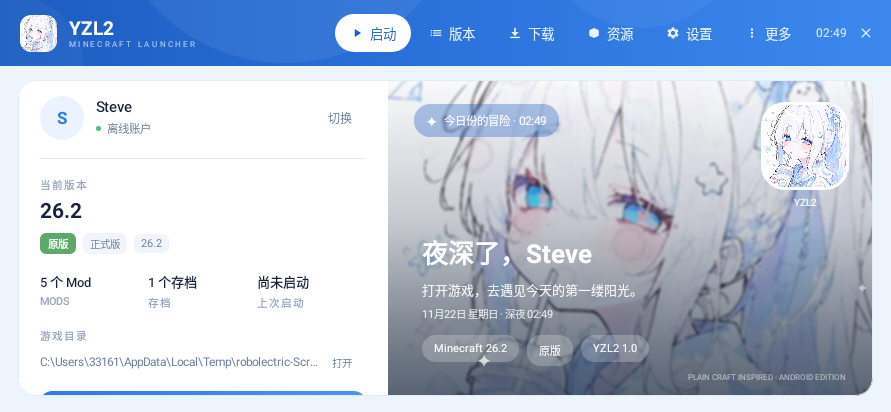 YZL2
MINECRAFT LAUNCHER
启动
版本
下载
资源
设置
更多
02:49
S
Steve
离线账户
切换
当前版本
26.2
原版
正式版
26.2
5 个 Mod
MODS
1 个存档
存档
尚未启动
上次启动
游戏目录
C:\Users\33161\AppData\Local\Temp\robolectric-Scr...
打开
今日份的冒险 · 02:49
YZL2
夜深了，Steve
打开游戏，去遇见今天的第一缕阳光。
11月22日 星期日 · 深夜 02:49
Minecraft 26.2
原版
YZL2 1.0
PLAIN CRAFT INSPIRED · ANDROID EDITION